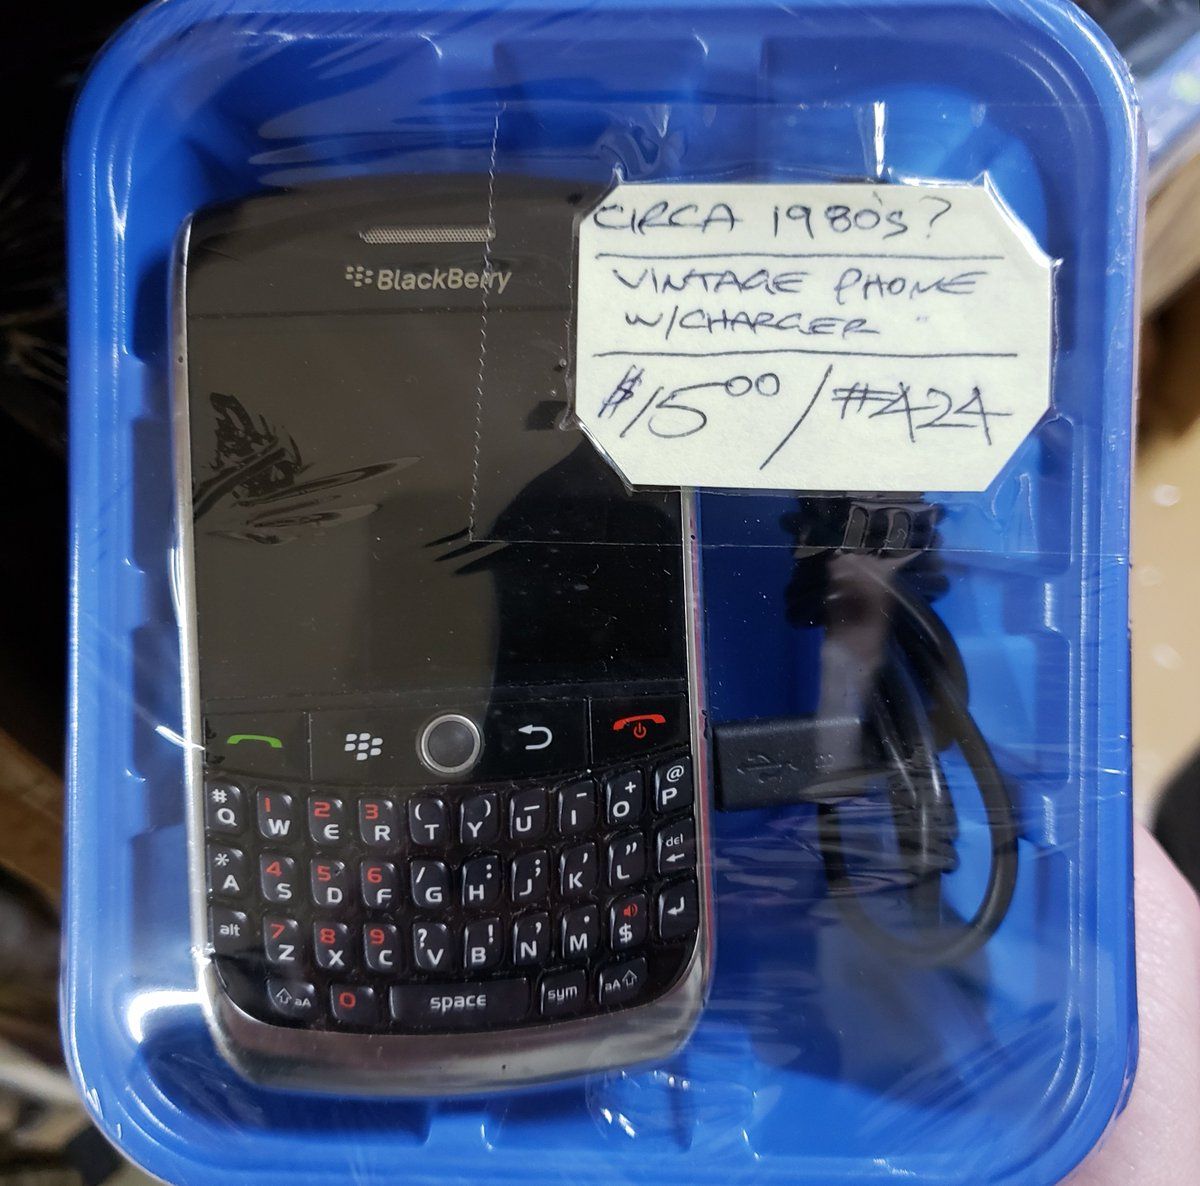 BlackBerry
CIRCA 1980's?
VINTAGE PHONE
W/CHARGER
$15.00 / #424
# Q 1 W 2 E 3 R ( T ) Y _ U - I + O @ P
* A 4 S 5 D 6 F / G : H ; J ' K " L del
alt 7 Z 8 X 9 C ? V ! B , N . M $
aA 0 space sym aA